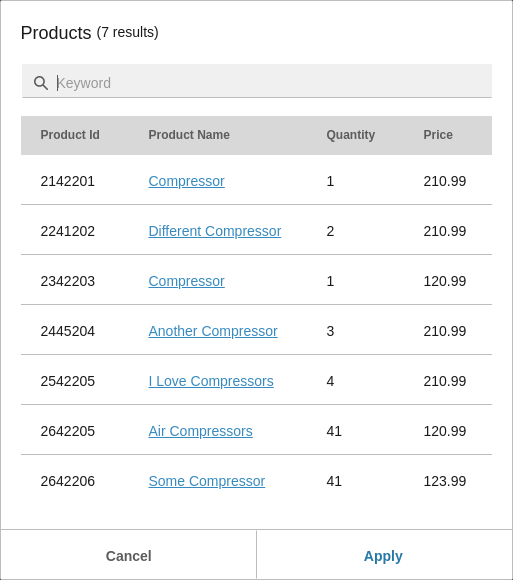 Products (7 results)
Keyword
Product Id Product Name Quantity Price
2142201 Compressor 1 210.99
2241202 Different Compressor 2 210.99
2342203 Compressor 1 120.99
2445204 Another Compressor 3 210.99
2542205 I Love Compressors 4 210.99
2642205 Air Compressors 41 120.99
2642206 Some Compressor 41 123.99
Cancel Apply